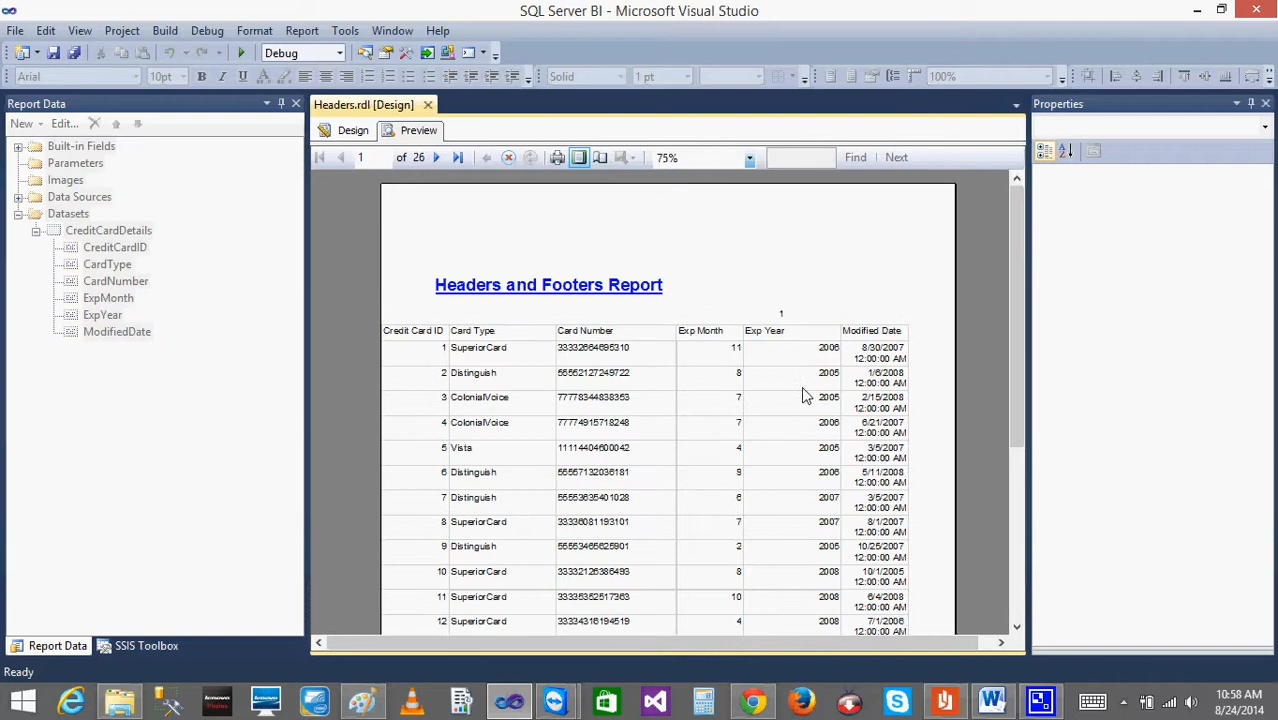 SQL Server BI - Microsoft Visual Studio
File Edit View Project Build Debug Format Report Tools Window Help
Debug
Arial 10pt B I U A Solid 1 pt 100%
Report Data
Headers.rdl [Design]
Properties
New Edit...
Design Preview
1 of 26 75% Find Next
Built-in Fields
Parameters
Images
Data Sources
Datasets
CreditCardDetails
CreditCardID
CardType
CardNumber
ExpMonth
ExpYear
ModifiedDate
Headers and Footers Report
1
Credit Card ID Card Type Card Number Exp Month Exp Year Modified Date
1 SuperiorCard 33332664695310 11 2006 8/30/2007
12:00:00 AM
2 Distinguish 55552127249722 8 2005 1/6/2008
12:00:00 AM
3 ColonialVoice 77778344838353 7 2005 2/15/2008
12:00:00 AM
4 ColonialVoice 77774915718248 7 2006 6/21/2007
12:00:00 AM
5 Vista 11114404600042 4 2005 3/5/2007
12:00:00 AM
6 Distinguish 55557132036181 9 2006 5/11/2008
12:00:00 AM
7 Distinguish 55553635401028 6 2007 3/5/2007
12:00:00 AM
8 SuperiorCard 33336081193101 7 2007 8/1/2007
12:00:00 AM
9 Distinguish 55553465625901 2 2005 10/25/2007
12:00:00 AM
10 SuperiorCard 33332126386493 8 2008 10/1/2005
12:00:00 AM
11 SuperiorCard 33335352517363 10 2008 6/4/2008
12:00:00 AM
12 SuperiorCard 33334316194519 4 2008 7/1/2006
12:00:00 AM
Report Data SSIS Toolbox
Ready
10:58 AM
8/24/2014